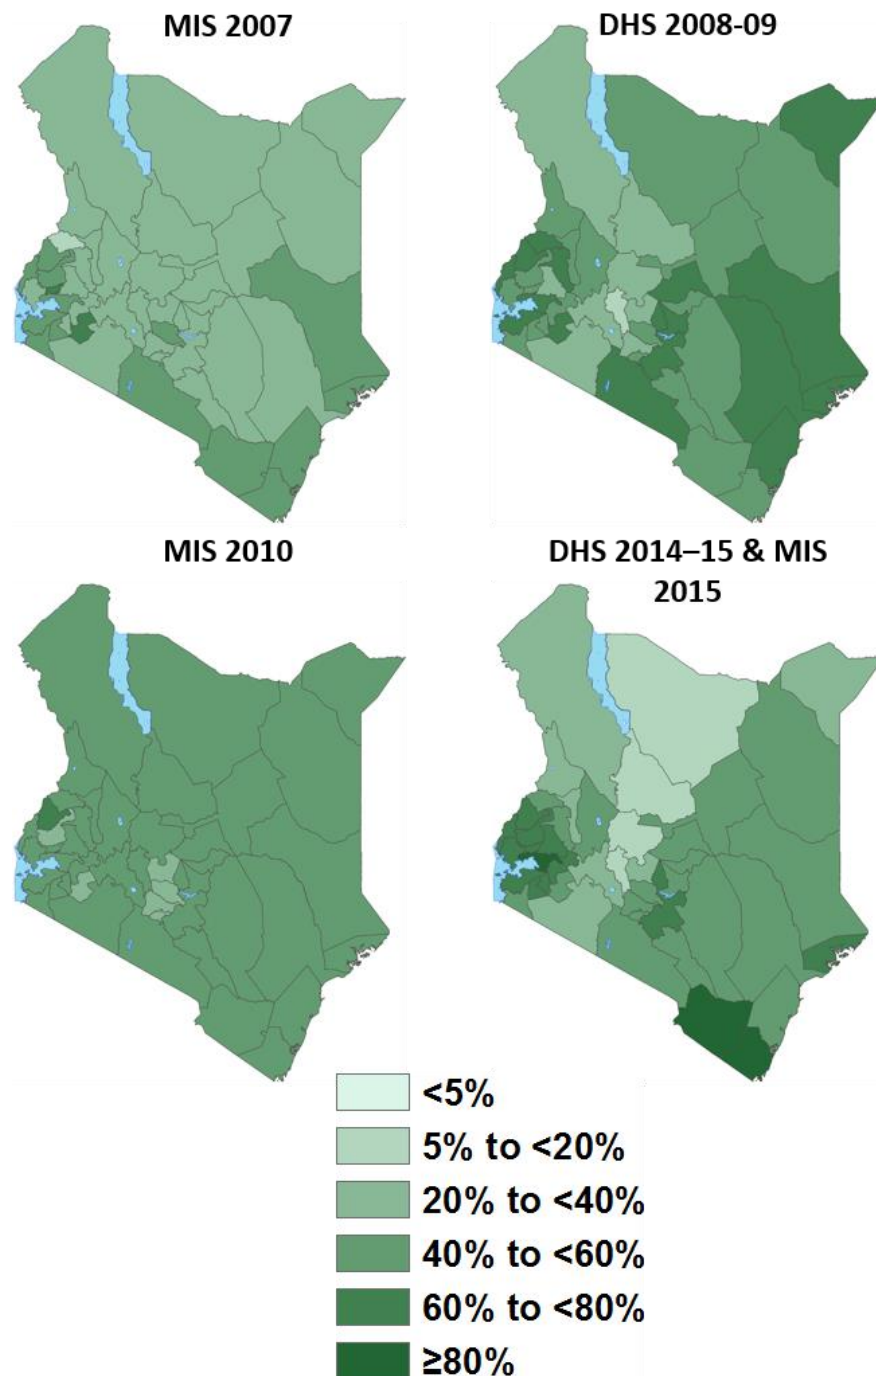 MIS 2007
DHS 2008-09
MIS 2010
DHS 2014–15 & MIS
2015
<5%
5% to <20%
20% to <40%
40% to <60%
60% to <80%
≥80%